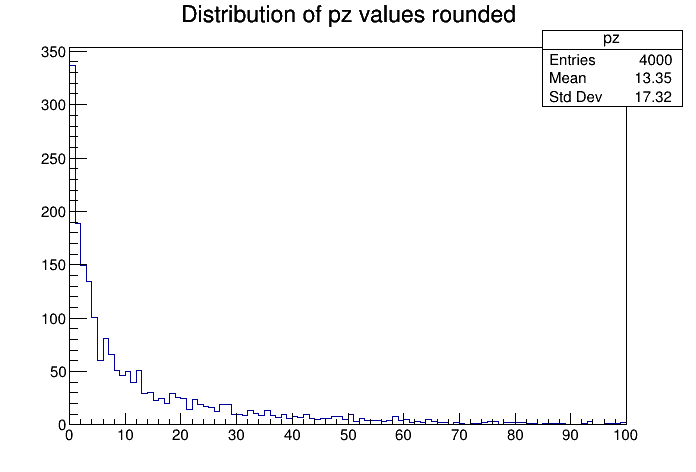 Distribution of pz values rounded
pz
Entries 4000
Mean 13.35
Std Dev 17.32
350
300
250
200
150
100
50
0
0 10 20 30 40 50 60 70 80 90 100